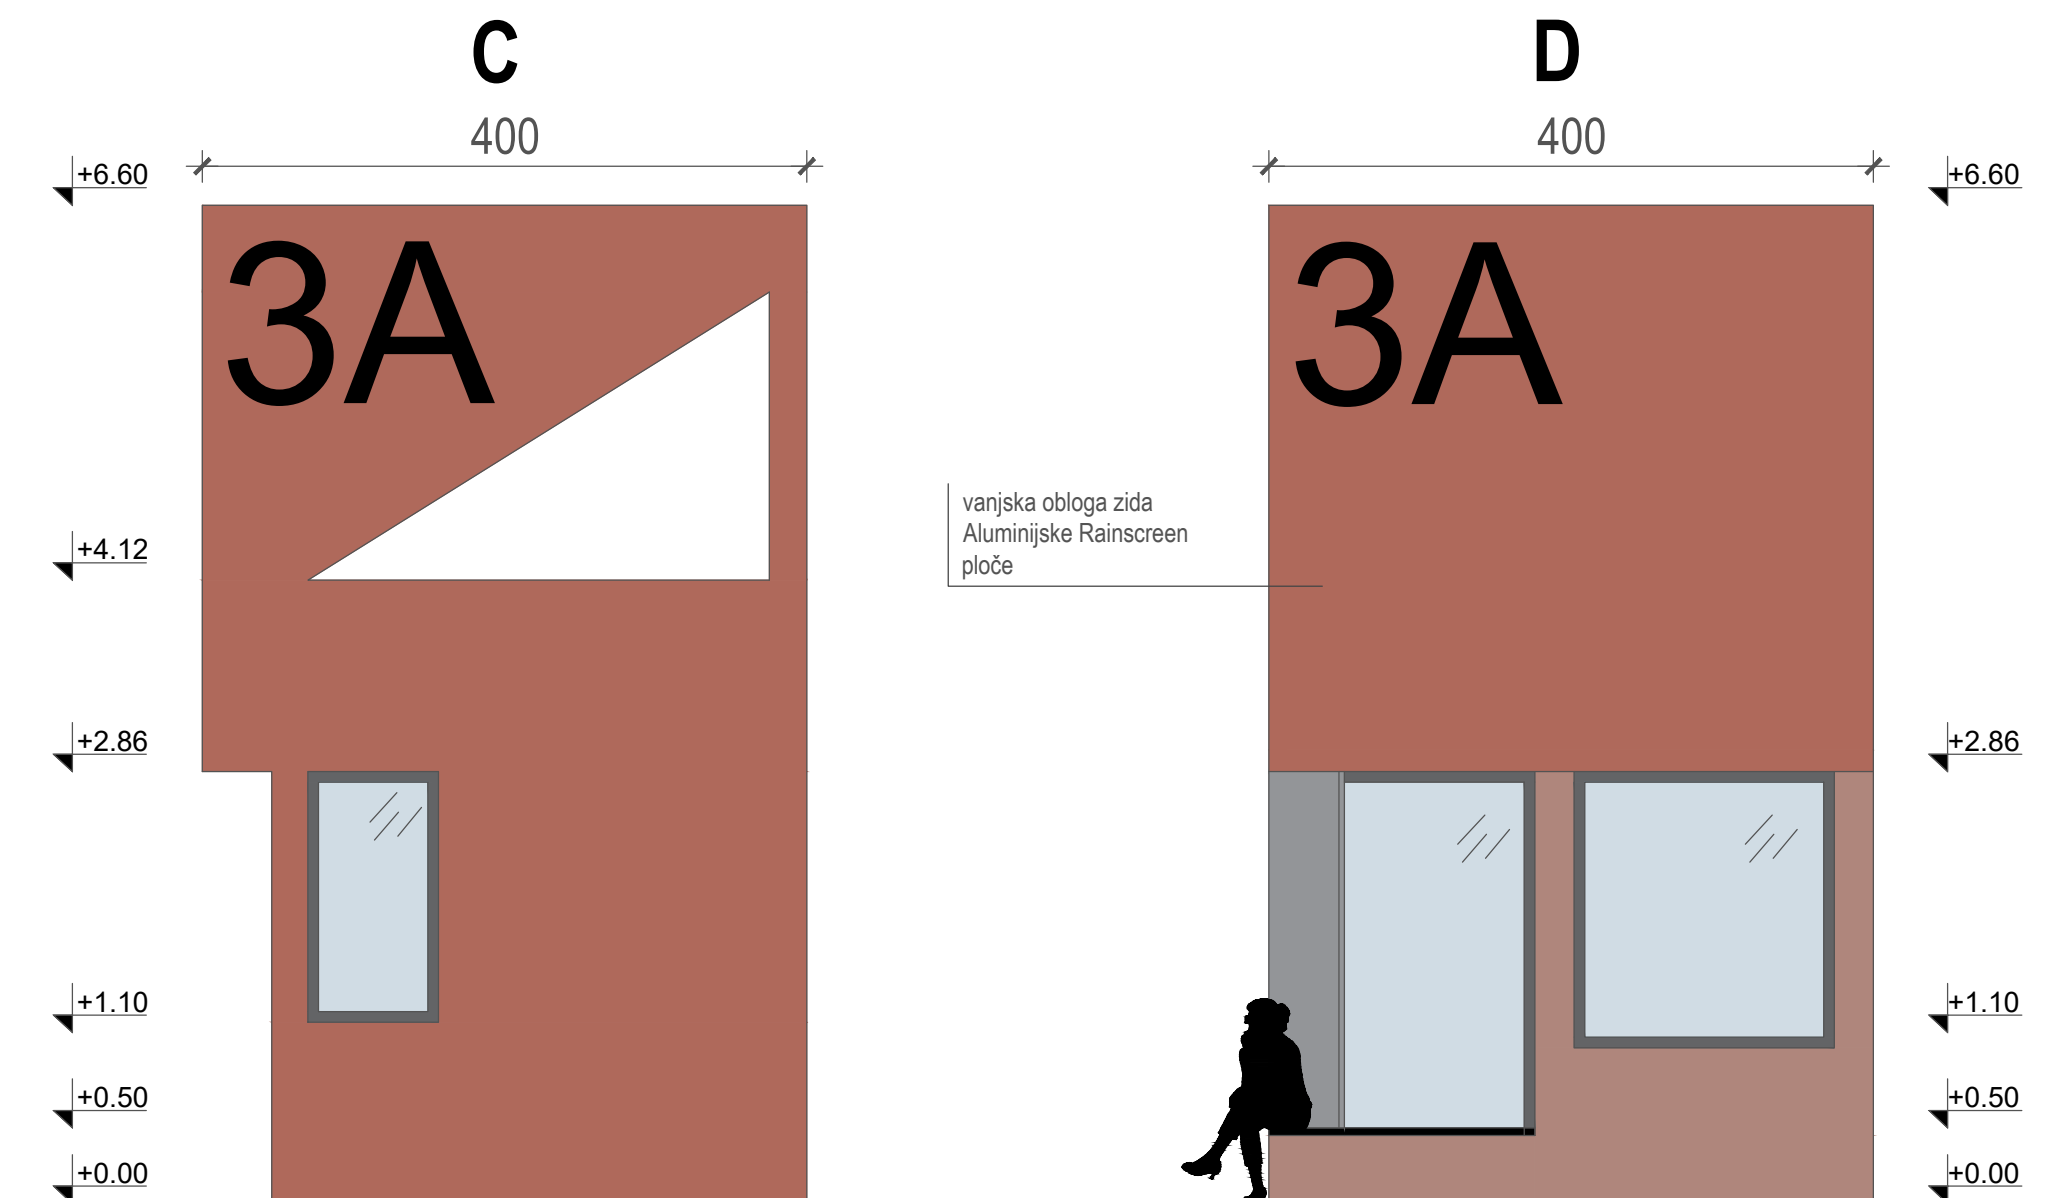 C
D
400
400
+6.60
+6.60
3A
3A
vanjska obloga zida
Aluminijske Rainscreen
ploče
+4.12
+2.86
+2.86
+1.10
+1.10
+0.50
+0.50
+0.00
+0.00